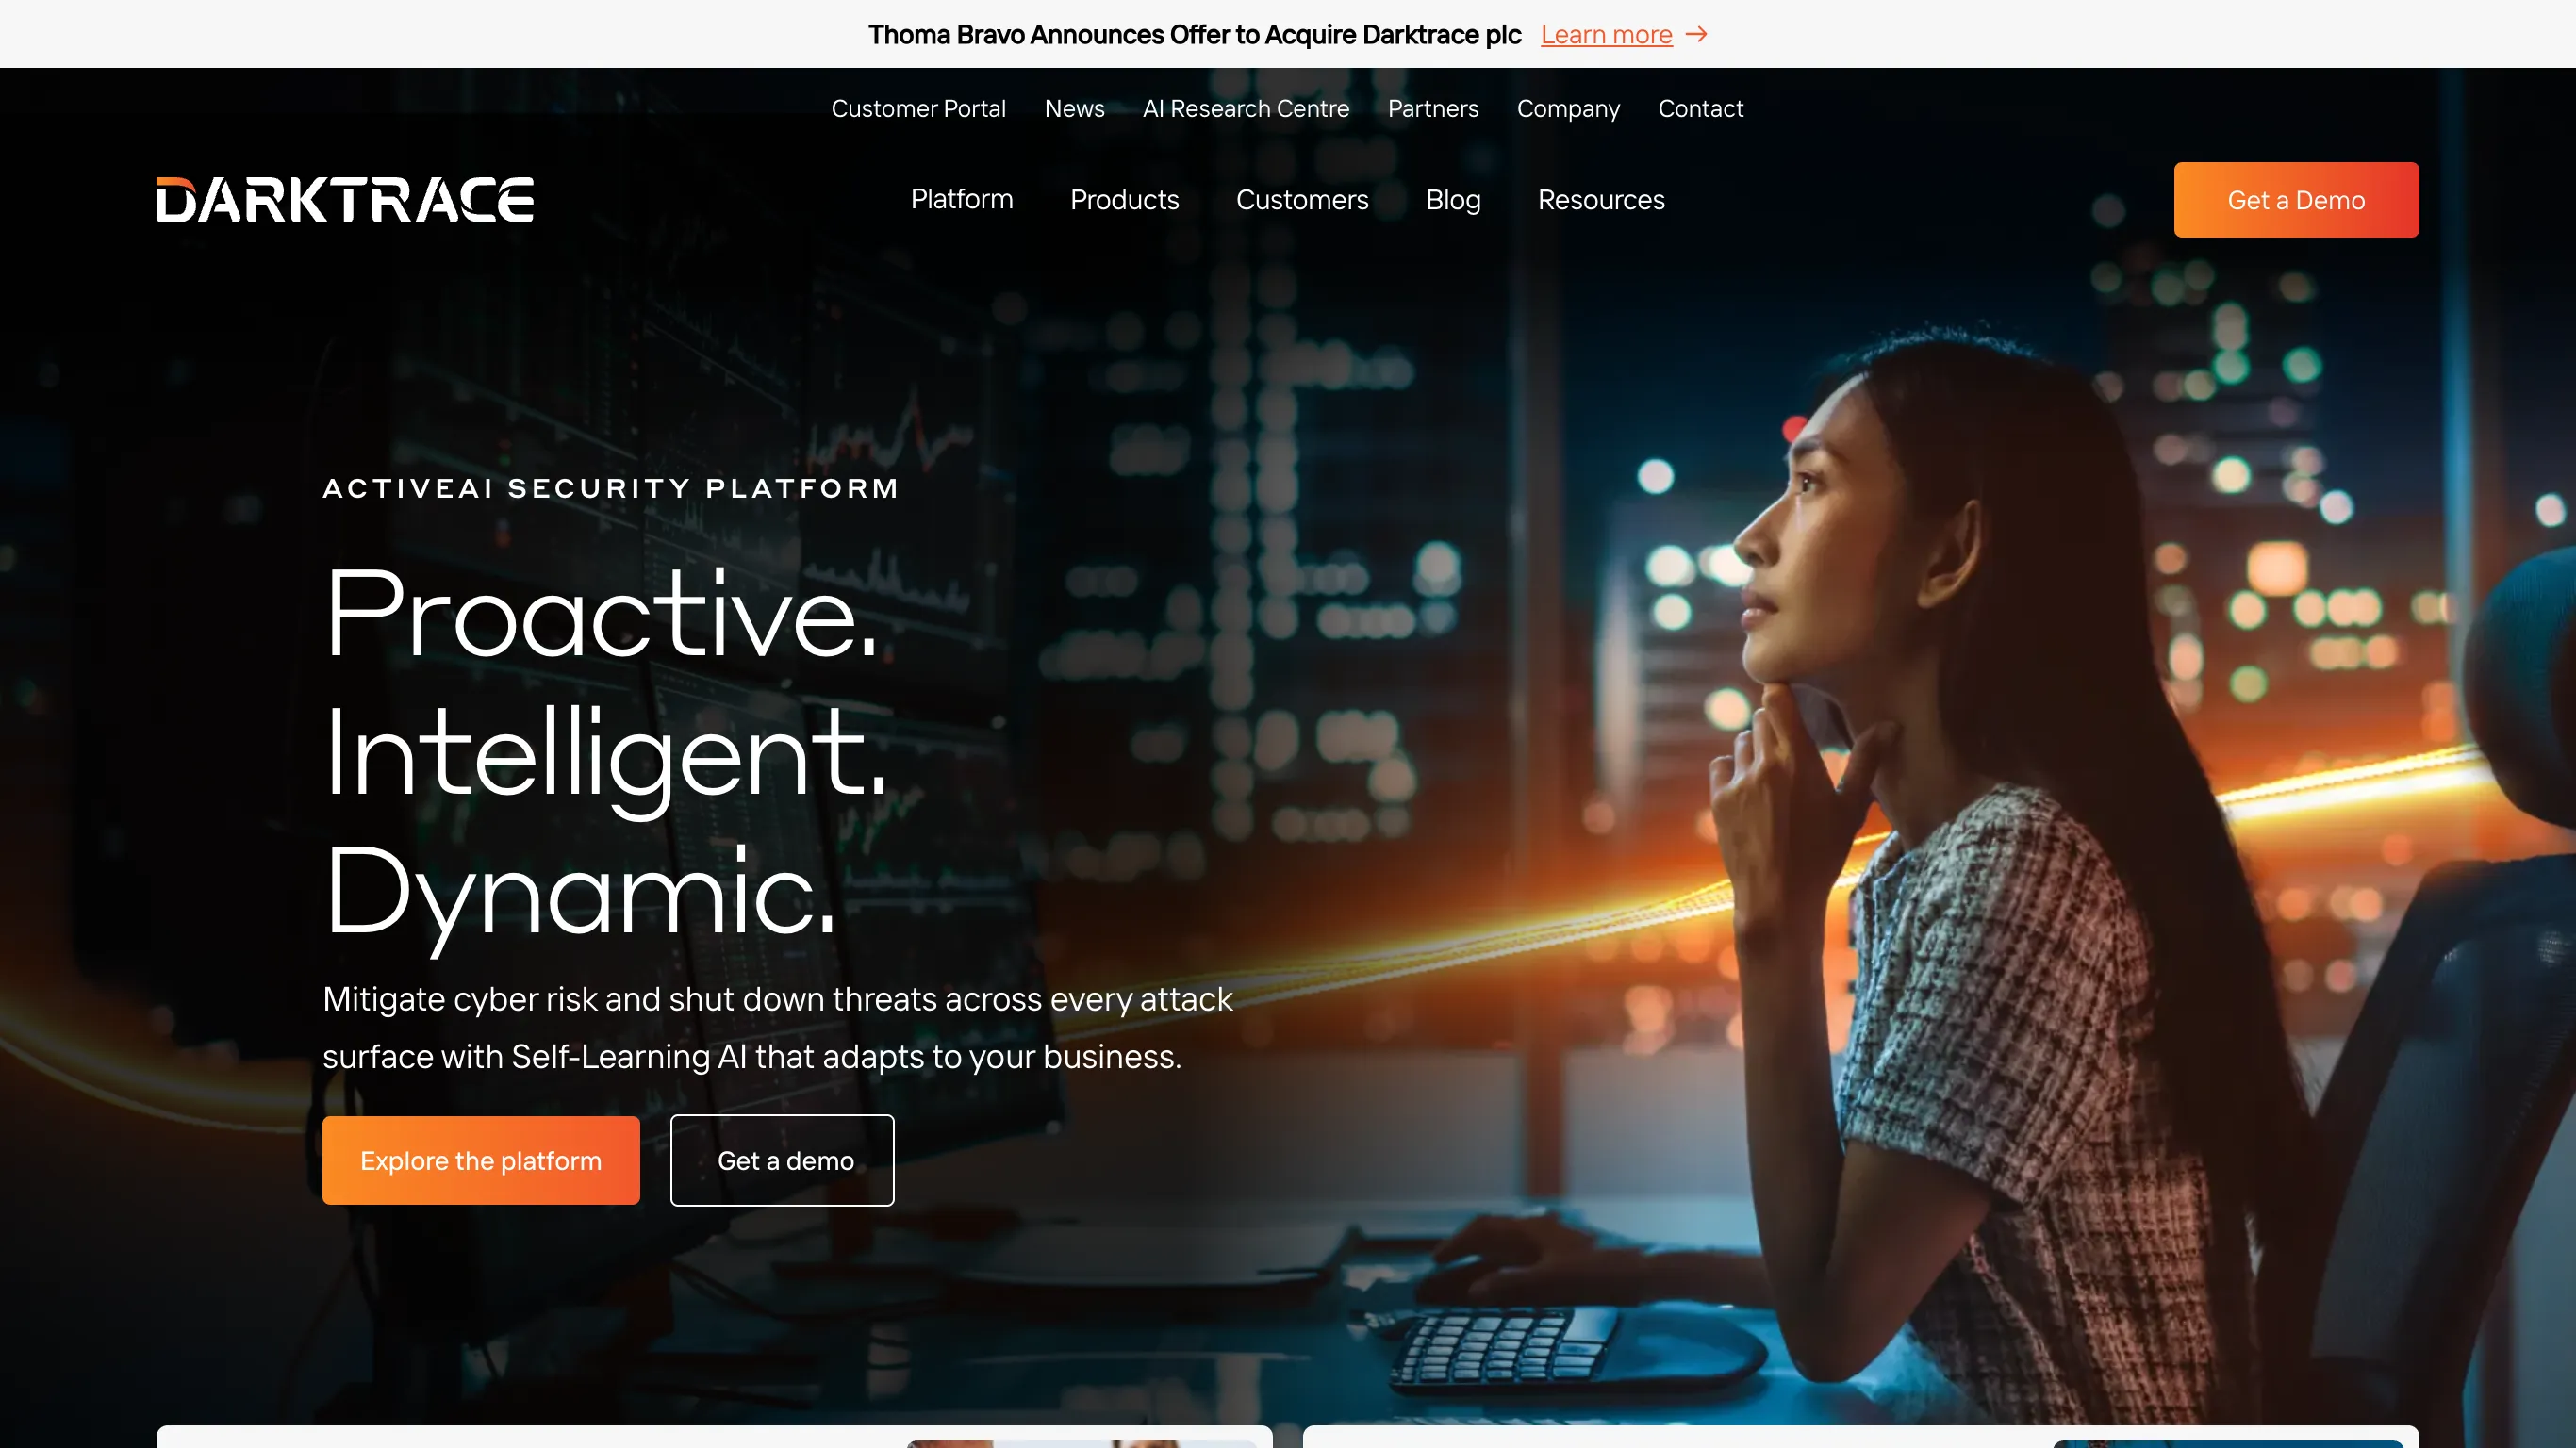 Thoma Bravo Announces Offer to Acquire Darktrace plc Learn more →
Customer Portal News AI Research Centre Partners Company Contact
DARKTRACE Platform Products Customers Blog Resources Get a Demo
ACTIVEAI SECURITY PLATFORM
Proactive.
Intelligent.
Dynamic.
Mitigate cyber risk and shut down threats across every attack
surface with Self-Learning AI that adapts to your business.
Explore the platform Get a demo